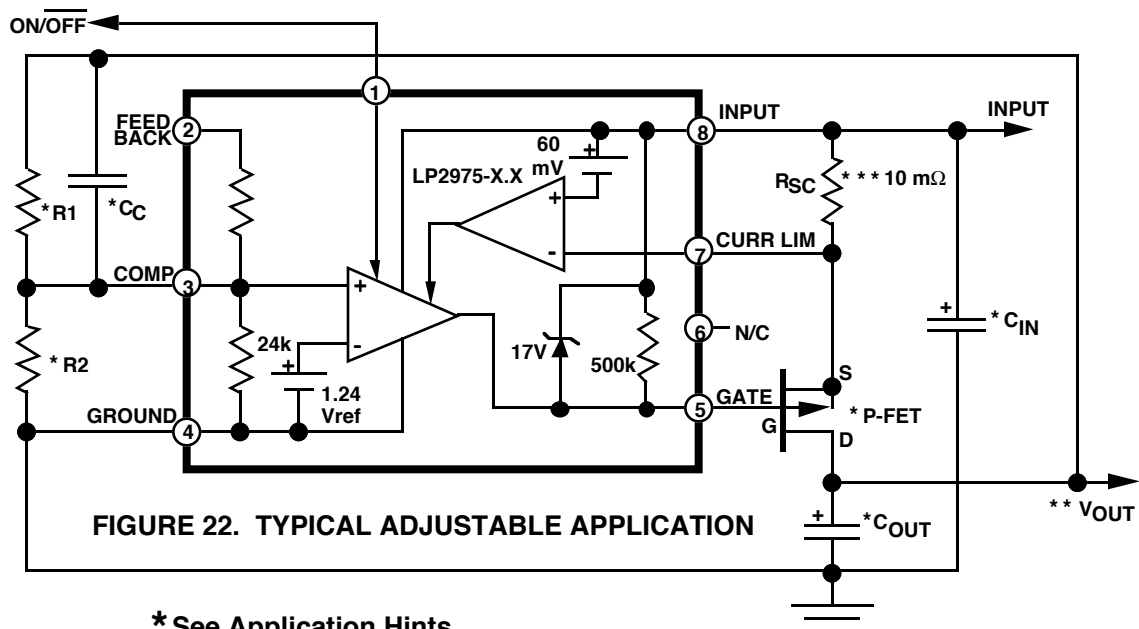 ON/OFF
1
FEED
BACK
2
8
INPUT
INPUT
60
mV
LP2975-X.X
+
+
-
RSC
***10 mΩ
*R1
*CC
7
CURR LIM
COMP
3
+
-
6
N/C
+
*CIN
*R2
24k
+
1.24
Vref
17V
500k
5
GATE
S
G
D
*P-FET
GROUND
4
FIGURE 22. TYPICAL ADJUSTABLE APPLICATION
+
*COUT
**VOUT
*See Application Hints